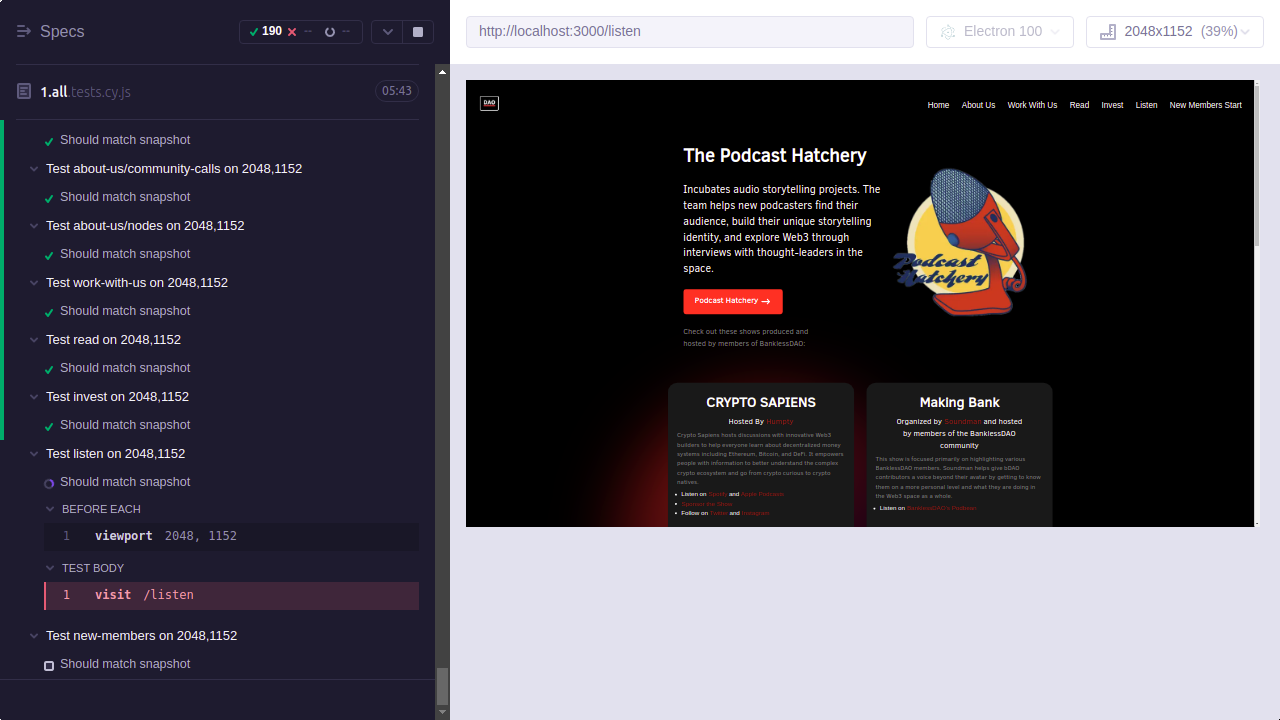 Specs
190 -- --
1.all.tests.cy.js
05:43
Should match snapshot
Test about-us/community-calls on 2048,1152
Should match snapshot
Test about-us/nodes on 2048,1152
Should match snapshot
Test work-with-us on 2048,1152
Should match snapshot
Test read on 2048,1152
Should match snapshot
Test invest on 2048,1152
Should match snapshot
Test listen on 2048,1152
Should match snapshot
BEFORE EACH
1 viewport 2048, 1152
TEST BODY
1 visit /listen
Test new-members on 2048,1152
Should match snapshot
http://localhost:3000/listen
Electron 100
2048x1152 (39%)
DAO
Home About Us Work With Us Read Invest Listen New Members Start
The Podcast Hatchery
Incubates audio storytelling projects. The
team helps new podcasters find their
audience, build their unique storytelling
identity, and explore Web3 through
interviews with thought-leaders in the
space.
Podcast Hatchery →
Check out these shows produced and
hosted by members of BanklessDAO:
Podcast
Hatchery
CRYPTO SAPIENS
Hosted By Humpty
Crypto Sapiens hosts discussions with innovative Web3
builders to help everyone learn about decentralized money
systems including Ethereum, Bitcoin, and DeFi. It empowers
people with information to better understand the complex
crypto ecosystem and go from crypto curious to crypto
natives.
• Listen on Spotify and Apple Podcasts
• Sponsor the Show
• Follow on Twitter and Instagram
Making Bank
Organized by Soundman and hosted
by members of the BanklessDAO
community
This show is focused primarily on highlighting various
BanklessDAO members. Soundman helps give bDAO
contributors a voice beyond their avatar by getting to know
them on a more personal level and what they are doing in
the Web3 space as a whole.
• Listen on BanklessDAO's Podbean